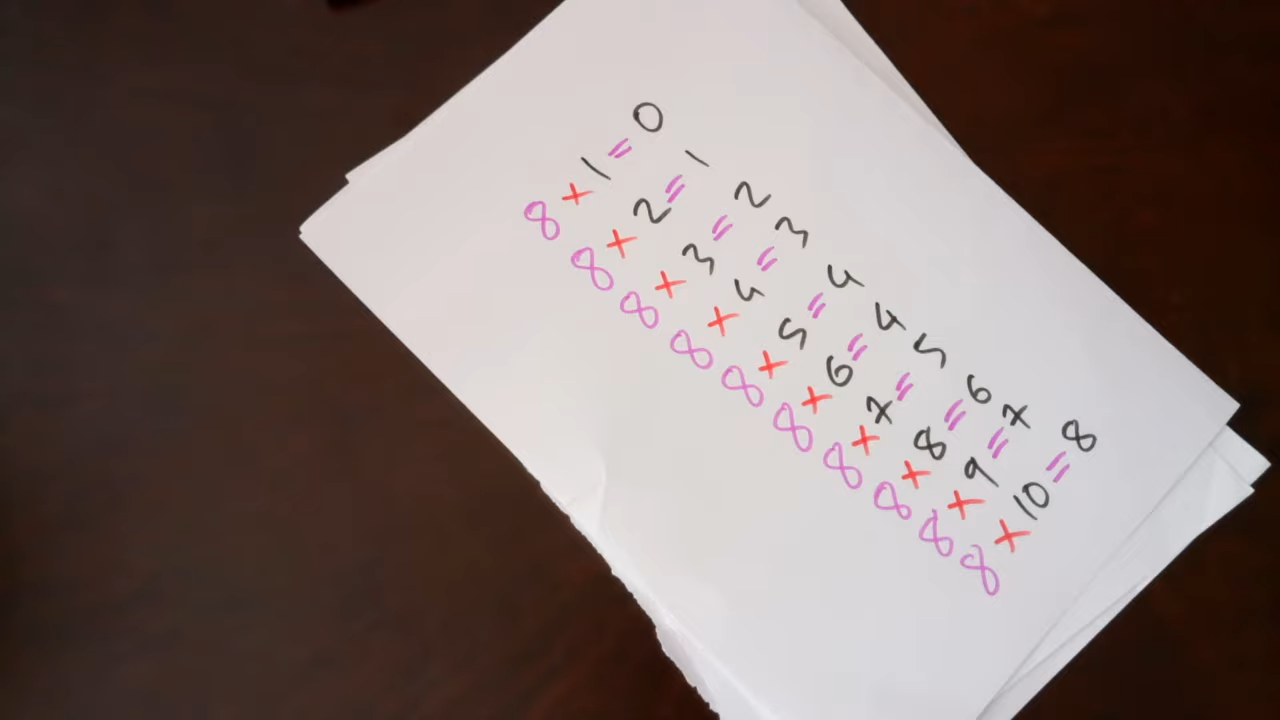 8 × 1 = 0
8 × 2 = 1
8 × 3 = 2
8 × 4 = 3
8 × 5 = 4
8 × 6 = 4
8 × 7 = 5
8 × 8 = 6
8 × 9 = 7
8 × 10 = 8